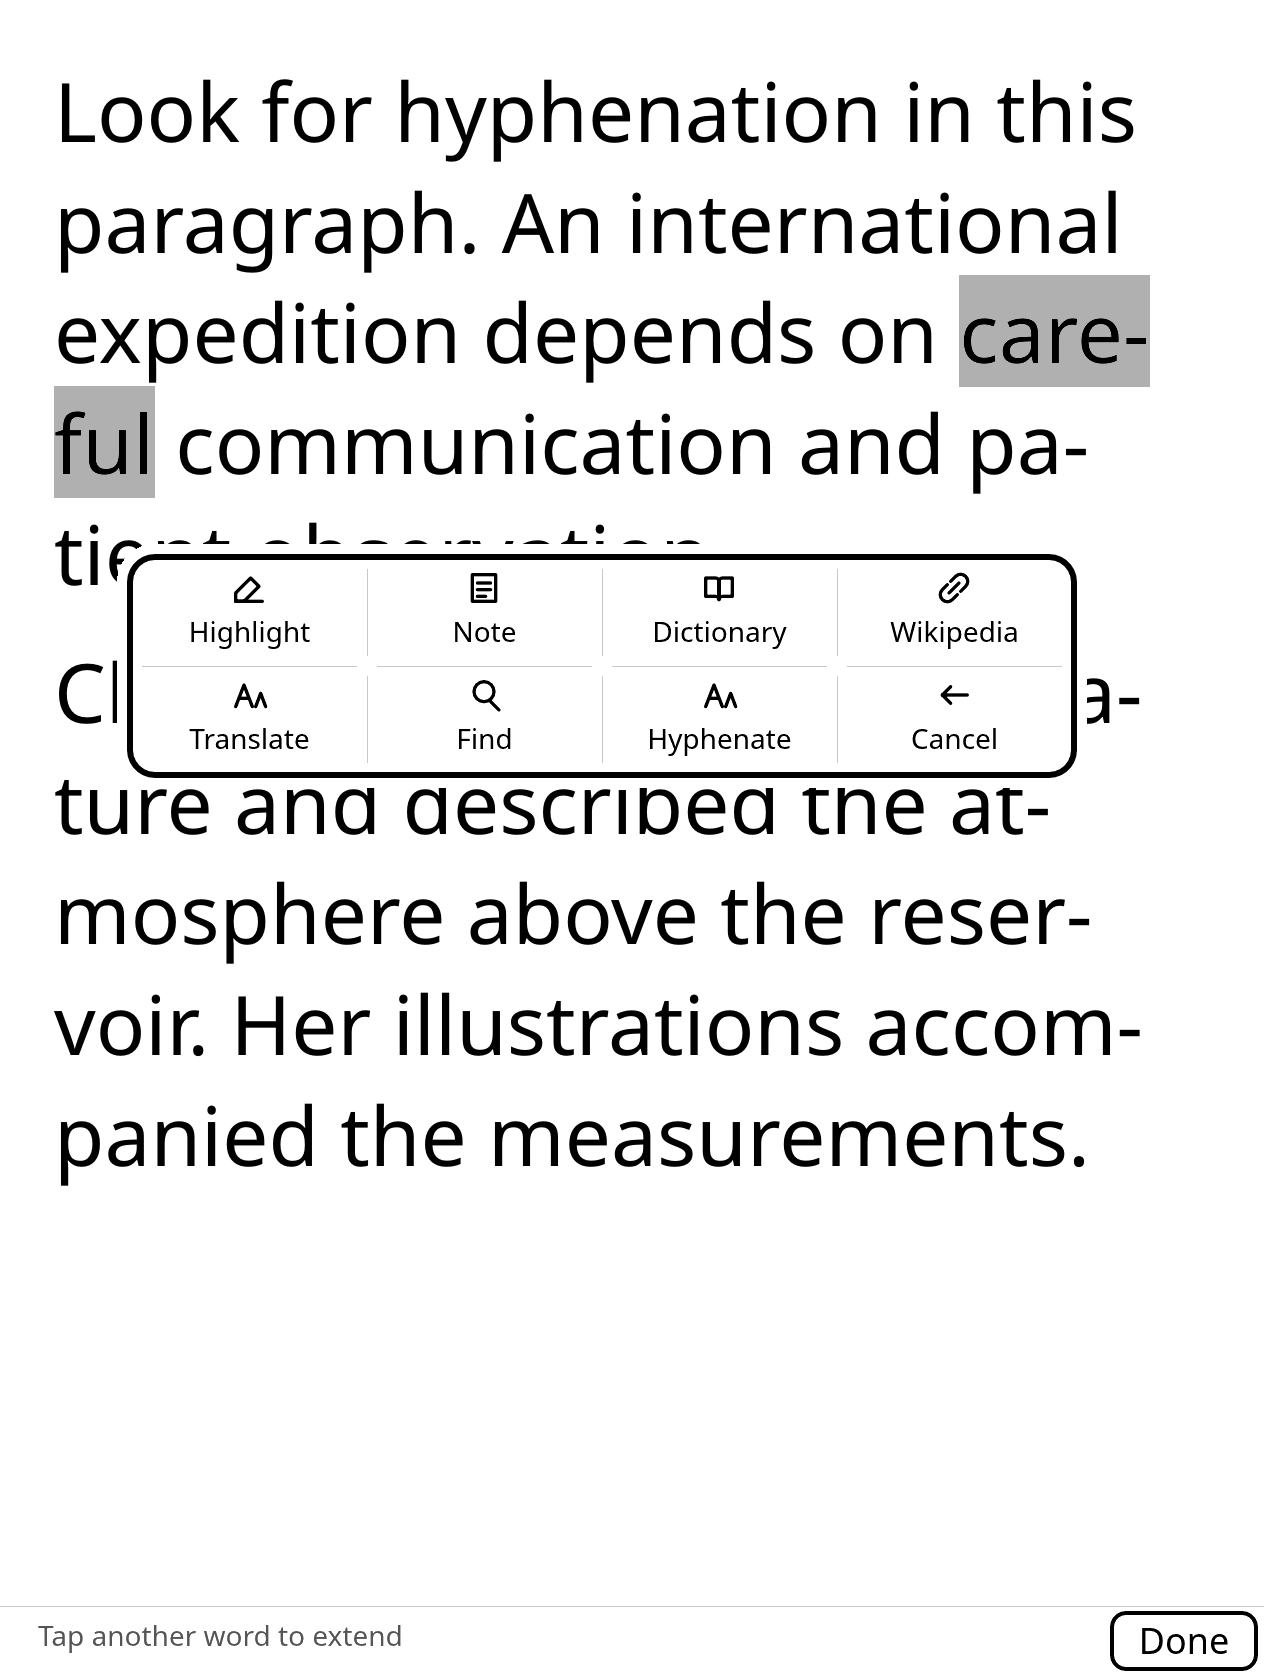 Look for hyphenation in this
paragraph. An international
expedition depends on care-
ful communication and pa-
tient observation.
Highlight
Note
Dictionary
Wikipedia
Translate
Find
Hyphenate
Cancel
ture and described the at-
mosphere above the reser-
voir. Her illustrations accom-
panied the measurements.
Tap another word to extend
Done